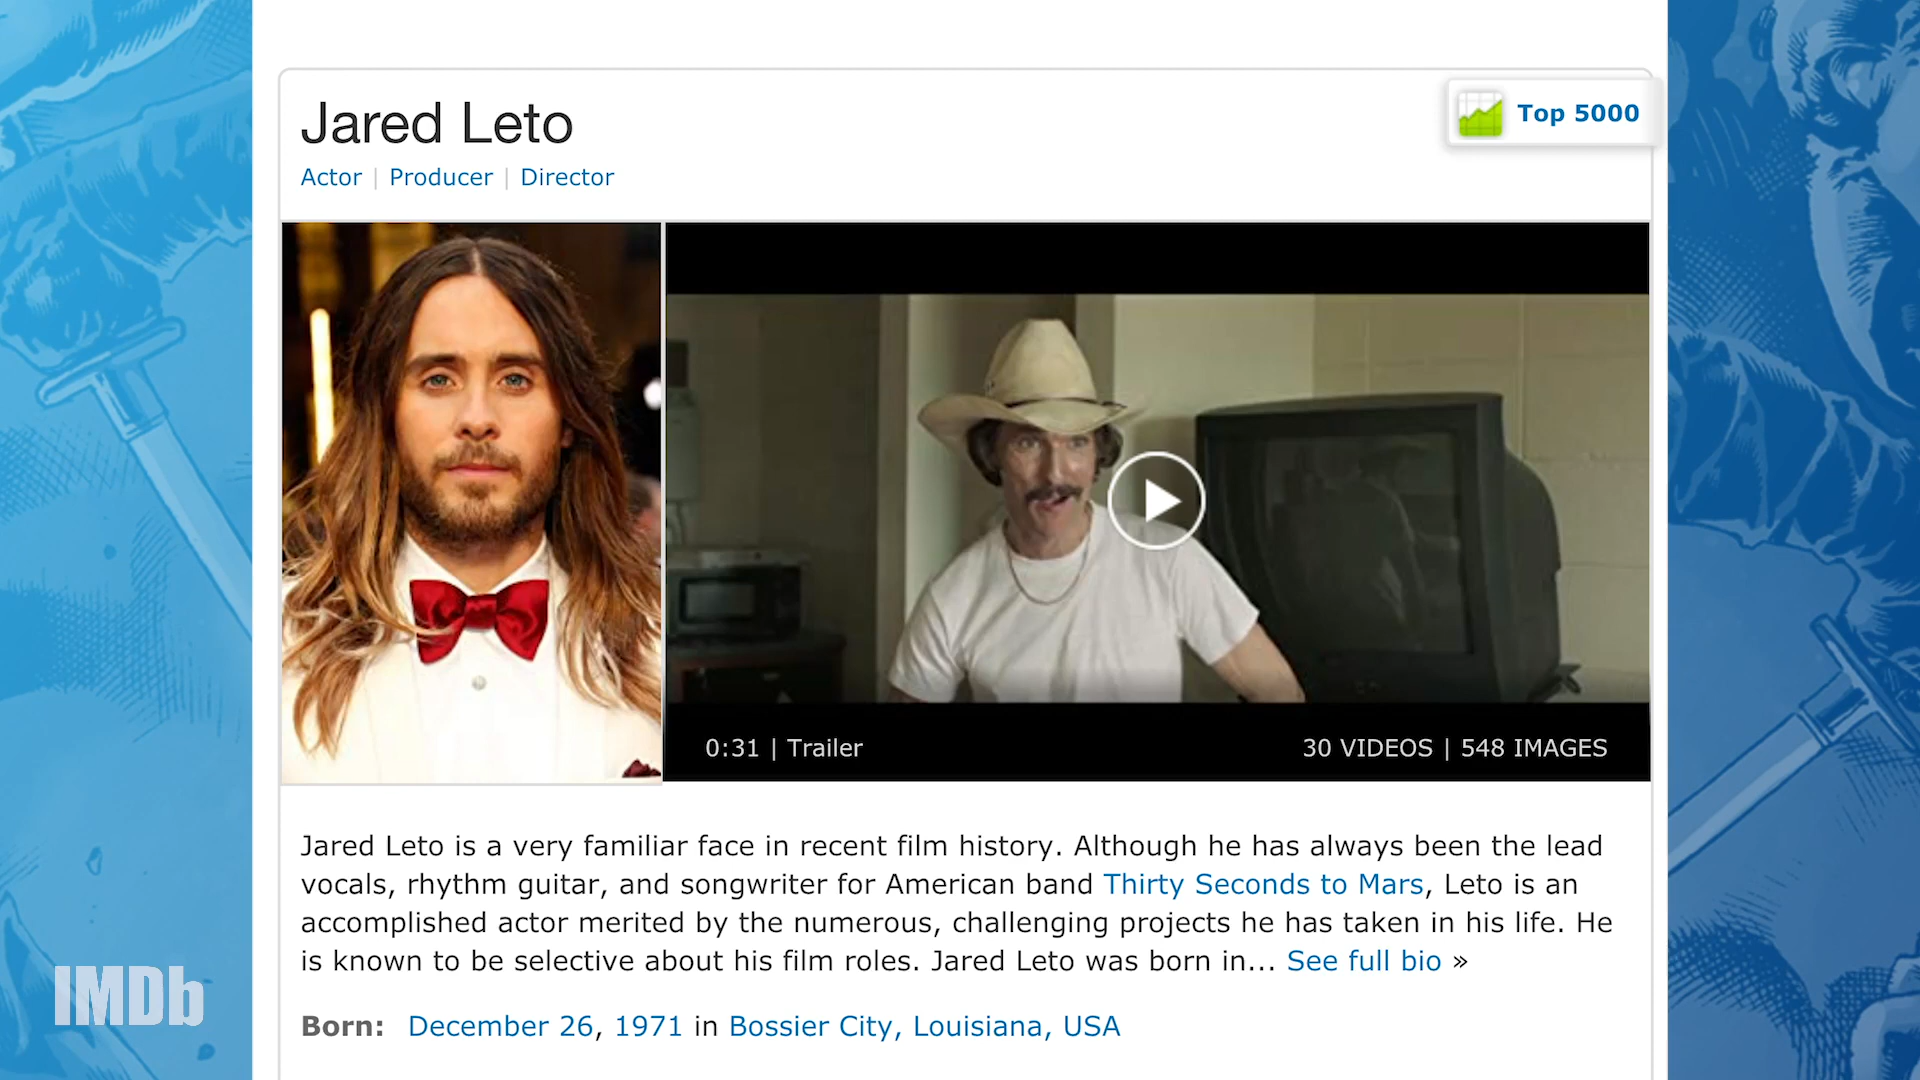 Jared Leto
Top 5000
Actor | Producer | Director
0:31 | Trailer
30 VIDEOS | 548 IMAGES
Jared Leto is a very familiar face in recent film history. Although he has always been the lead
vocals, rhythm guitar, and songwriter for American band Thirty Seconds to Mars, Leto is an
accomplished actor merited by the numerous, challenging projects he has taken in his life. He
is known to be selective about his film roles. Jared Leto was born in... See full bio »
Born: December 26, 1971 in Bossier City, Louisiana, USA
IMDb